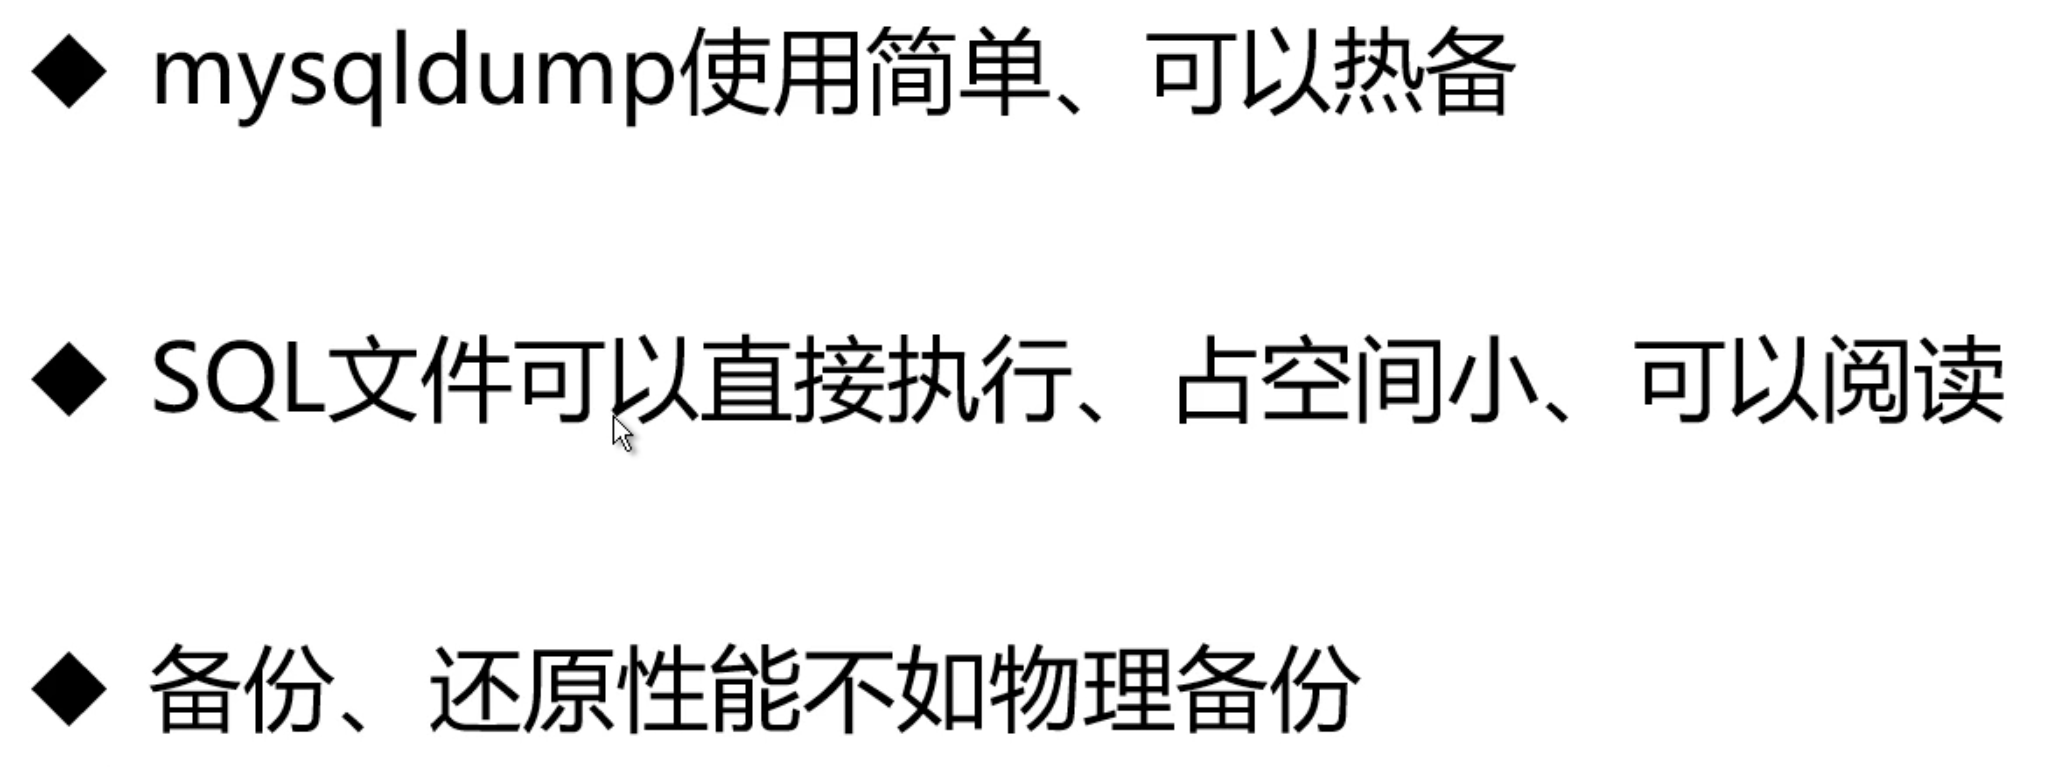 ◆ mysqldump使用简单、可以热备
◆ SQL文件可以直接执行、占空间小、可以阅读
◆ 备份、还原性能不如物理备份